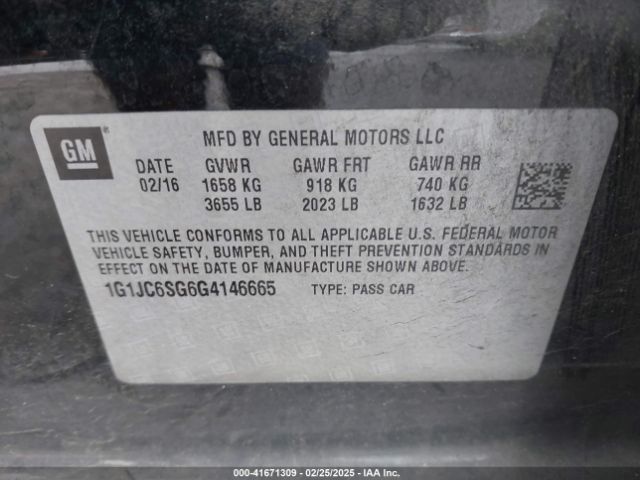 GM ®
MFD BY GENERAL MOTORS LLC
DATE GVWR GAWR FRT GAWR RR
02/16 1658 KG 918 KG 740 KG
3655 LB 2023 LB 1632 LB
THIS VEHICLE CONFORMS TO ALL APPLICABLE U.S. FEDERAL MOTOR
VEHICLE SAFETY, BUMPER, AND THEFT PREVENTION STANDARDS IN
EFFECT ON THE DATE OF MANUFACTURE SHOWN ABOVE.
1G1JC6SG6G4146665 TYPE: PASS CAR
000-41671309 - 02/25/2025 - IAA Inc.